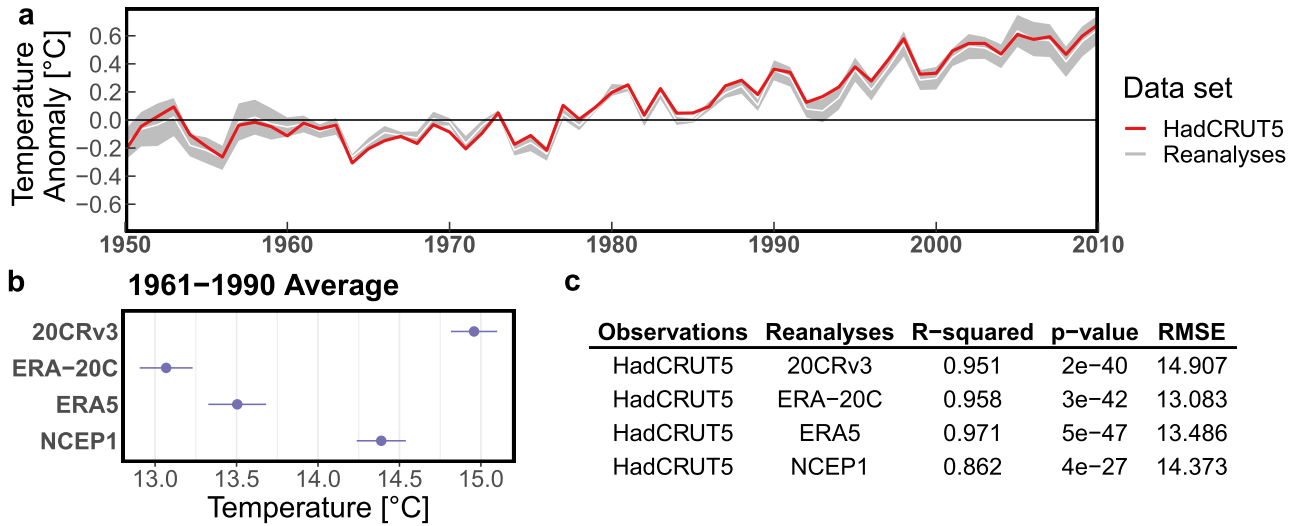 a
Temperature
Anomaly [°C]
0.6
0.4
0.2
0.0
−0.2
−0.4
−0.6
1950 1960 1970 1980 1990 2000 2010
Data set
HadCRUT5
Reanalyses
b
1961−1990 Average
20CRv3
ERA−20C
ERA5
NCEP1
13.0 13.5 14.0 14.5 15.0
Temperature [°C]
c
Observations Reanalyses R−squared p−value RMSE
HadCRUT5 20CRv3 0.951 2e−40 14.907
HadCRUT5 ERA−20C 0.958 3e−42 13.083
HadCRUT5 ERA5 0.971 5e−47 13.486
HadCRUT5 NCEP1 0.862 4e−27 14.373